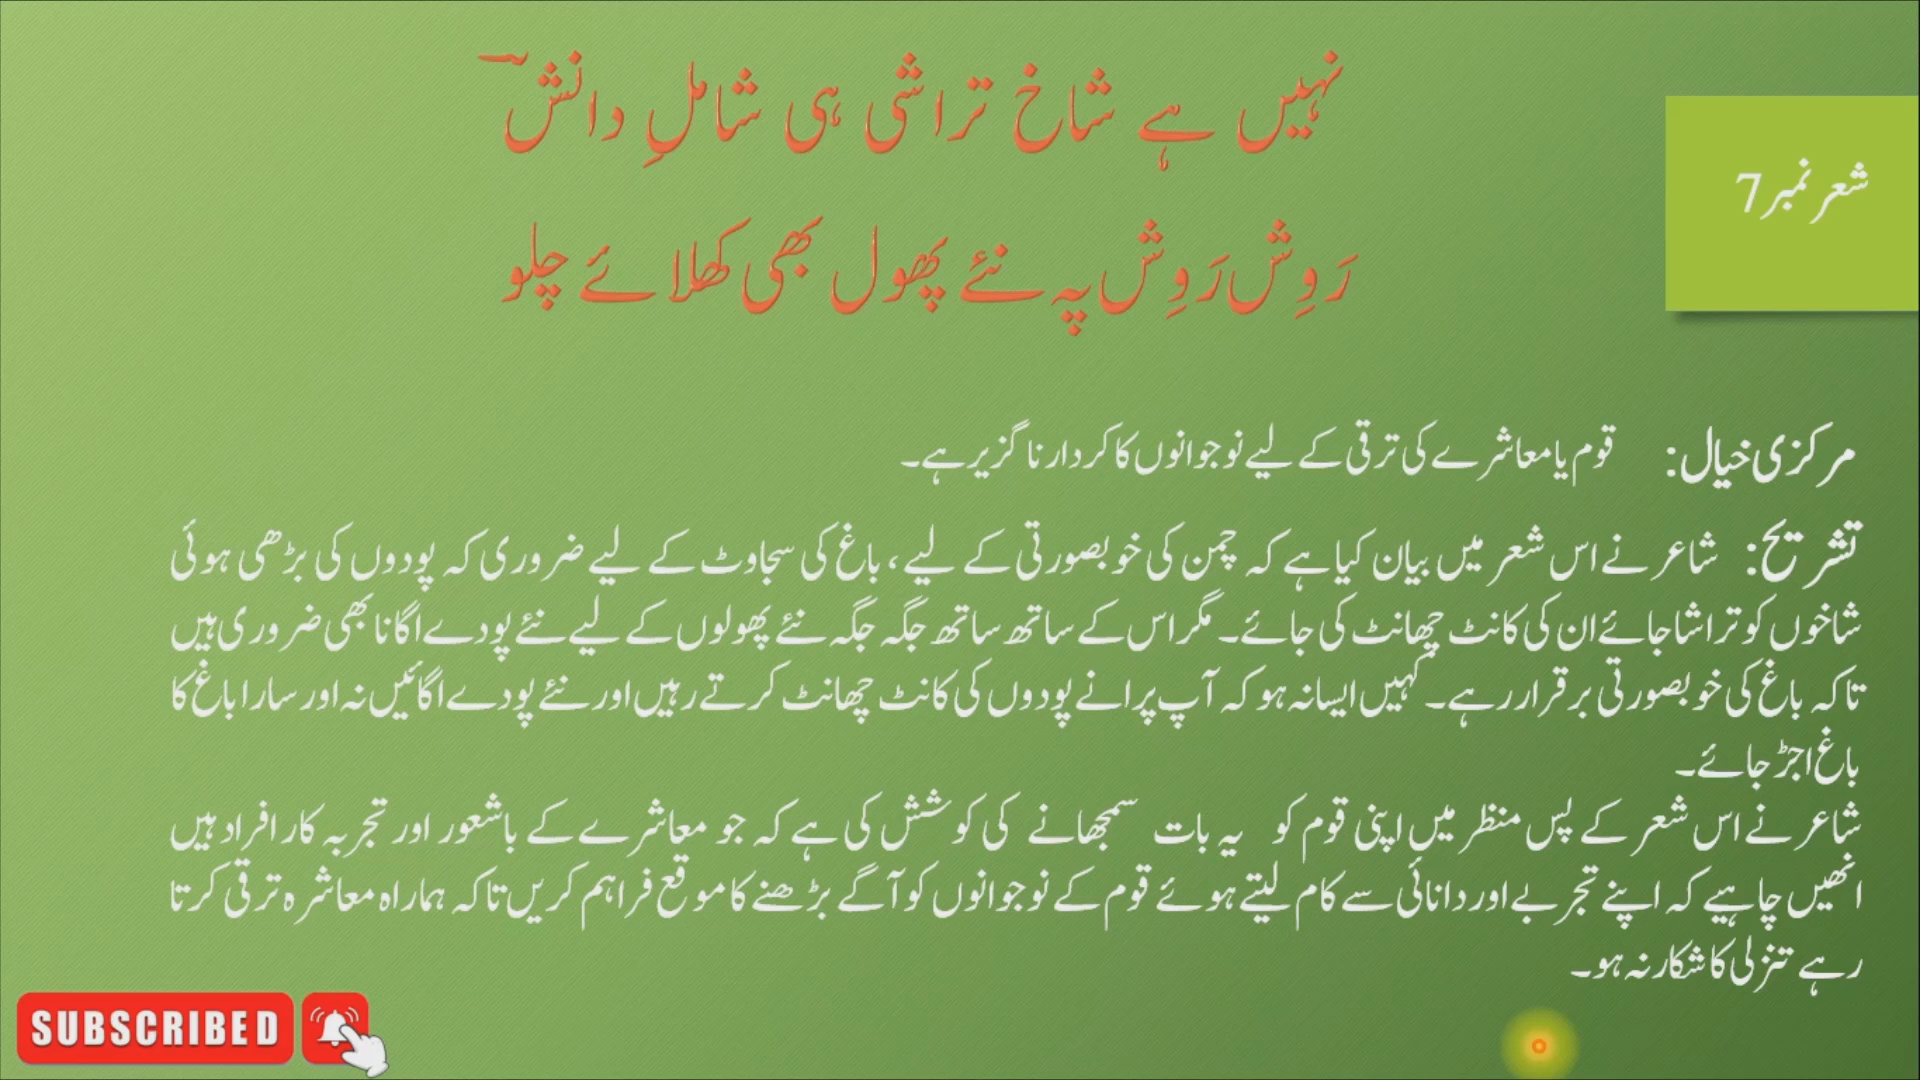 نہیں ہے شاخ تراشی ہی شاملِ دانشؔ
شعر نمبر 7
رَوِش رَوِش پہ نئے پھول بھی کھلائے چلو
مرکزی خیال: قوم یا معاشرے کی ترقی کے لیے نوجوانوں کا کردار ناگزیر ہے۔
تشریح: شاعر نے اس شعر میں بیان کیا ہے کہ چمن کی خوبصورتی کے لیے، باغ کی سجاوٹ کے لیے ضروری کہ پودوں کی بڑھی ہوئی
شاخوں کو تراشا جائے ان کی کانٹ چھانٹ کی جائے۔ مگر اس کے ساتھ ساتھ جگہ جگہ نئے پھولوں کے لیے نئے پودے اگانا بھی ضروری ہیں
تاکہ باغ کی خوبصورتی برقرار رہے۔ کہیں ایسا نہ ہو کہ آپ پرانے پودوں کی کانٹ چھانٹ کرتے رہیں اور نئے پودے اگائیں نہ اور سارا باغ کا
باغ اجڑ جائے۔
شاعر نے اس شعر کے پس منظر میں اپنی قوم کو یہ بات سمجھانے کی کوشش کی ہے کہ جو معاشرے کے باشعور اور تجربہ کار افراد ہیں
انھیں چاہیے کہ اپنے تجربے اور دانائی سے کام لیتے ہوئے قوم کے نوجوانوں کو آگے بڑھنے کا موقع فراہم کریں تاکہ ہمارا معاشرہ ترقی کرتا
رہے تنزلی کا شکار نہ ہو۔
SUBSCRIBED